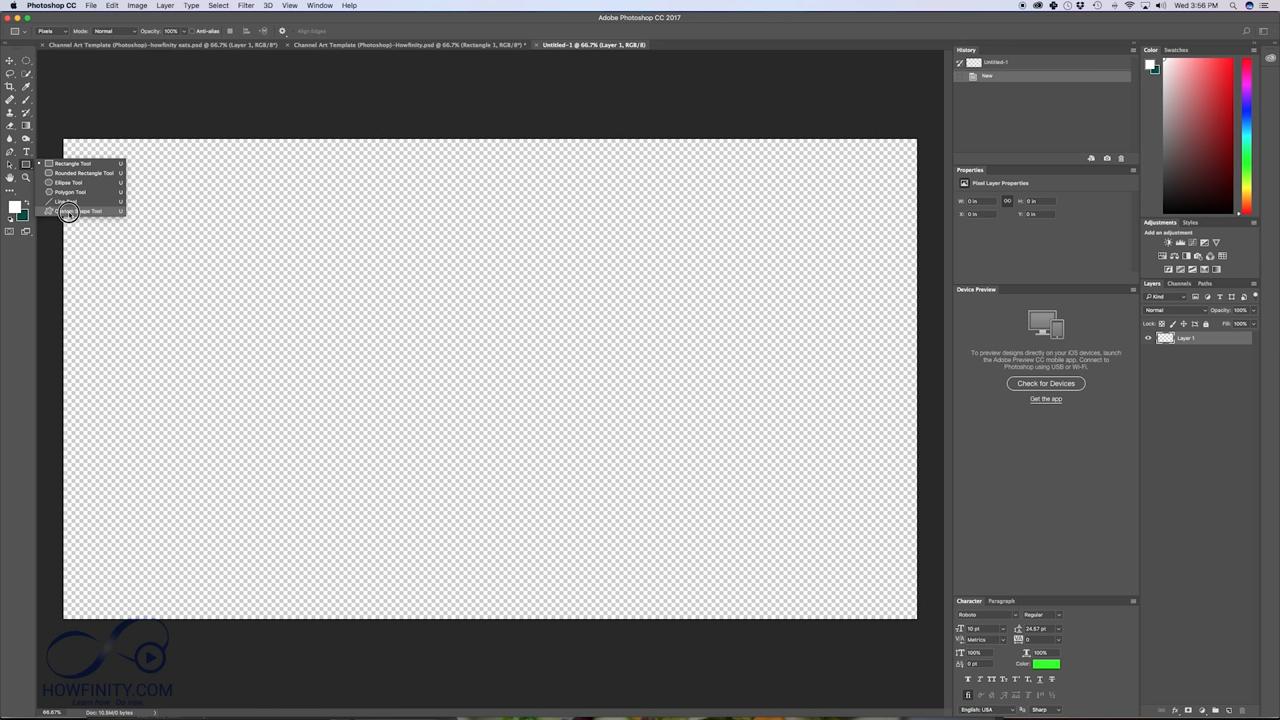 Photoshop CC File Edit Image Layer Type Select Filter 3D View Window Help Wed 3:56 PM
Adobe Photoshop CC 2017
Pixels Mode: Normal Opacity: 100% Anti-alias Align Edges
Channel Art Template (Photoshop)--howfinity eats.psd @ 66.7% (Layer 1, RGB/8) Channel Art Template (Photoshop)--Howfinity.psd @ 66.7% (Rectangle 1, RGB/8) * Untitled-1 @ 66.7% (Layer 1, RGB/8)
Rectangle Tool U
Rounded Rectangle Tool U
Ellipse Tool U
Polygon Tool U
U
U
HOWFINITY.COM
Learn how. Do now.
66.67% Doc: 10.5M/0 bytes
History
Untitled-1
New
Properties
Pixel Layer Properties
W: 0 in H: 0 in
X: 0 in Y: 0 in
Device Preview
To preview designs directly on your iOS devices, launch
the Adobe Preview CC mobile app. Connect to
Photoshop using USB or Wi-Fi.
Check for Devices
Get the app
Character Paragraph
Roboto Regular
10 pt 24.57 pt
Metrics 0
100% 100%
0 pt Color:
English: USA Sharp
Color Swatches
Adjustments Styles
Add an adjustment
Layers Channels Paths
Kind
Normal Opacity: 100%
Lock: Fill: 100%
Layer 1